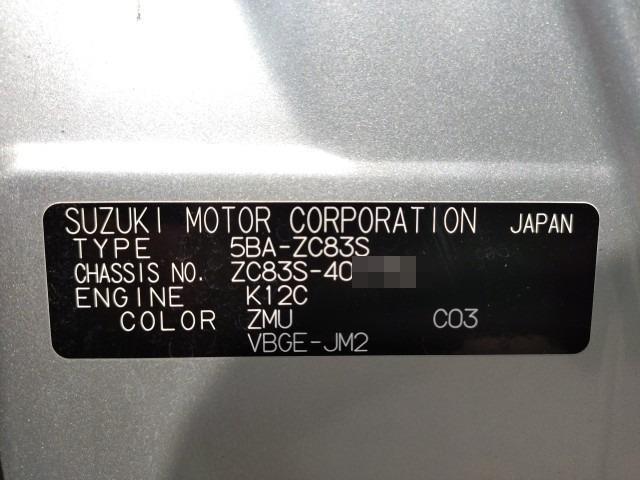 SUZUKI MOTOR CORPORATION JAPAN
TYPE 5BA-ZC83S
CHASSIS NO. ZC83S-40
ENGINE K12C
COLOR ZMU C03
VBGE-JM2